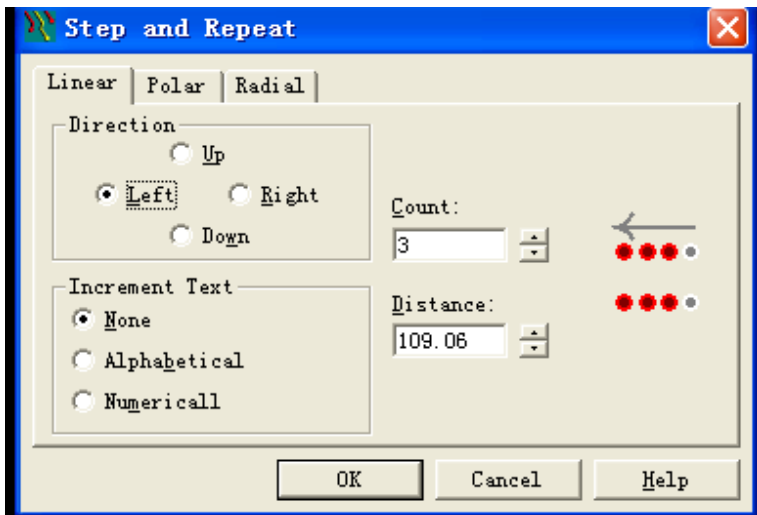 Step and Repeat
Linear Polar Radial
Direction
Up
Left Right
Down
Count:
3
Increment Text
None
Alphabetical
Numericall
Distance:
109.06
OK Cancel Help